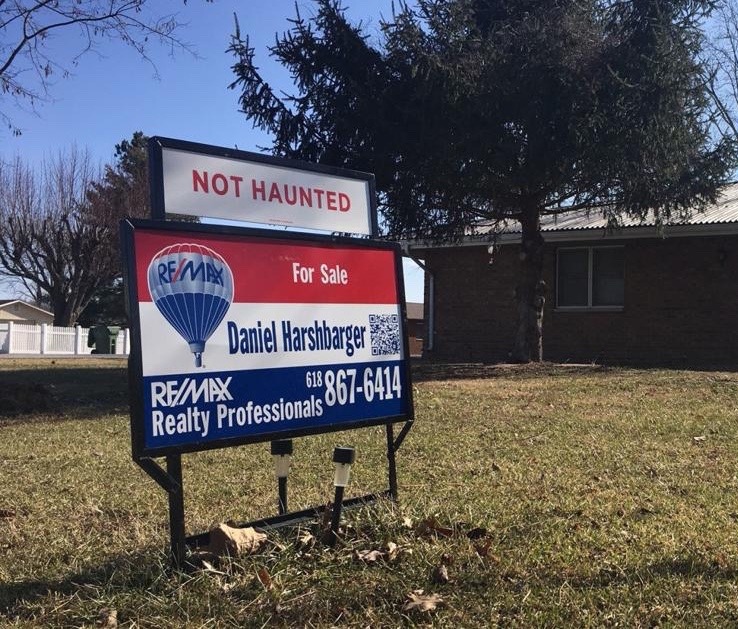 NOT HAUNTED
RE/MAX
For Sale
Daniel Harshbarger
RE/MAX
Realty Professionals
618 867-6414